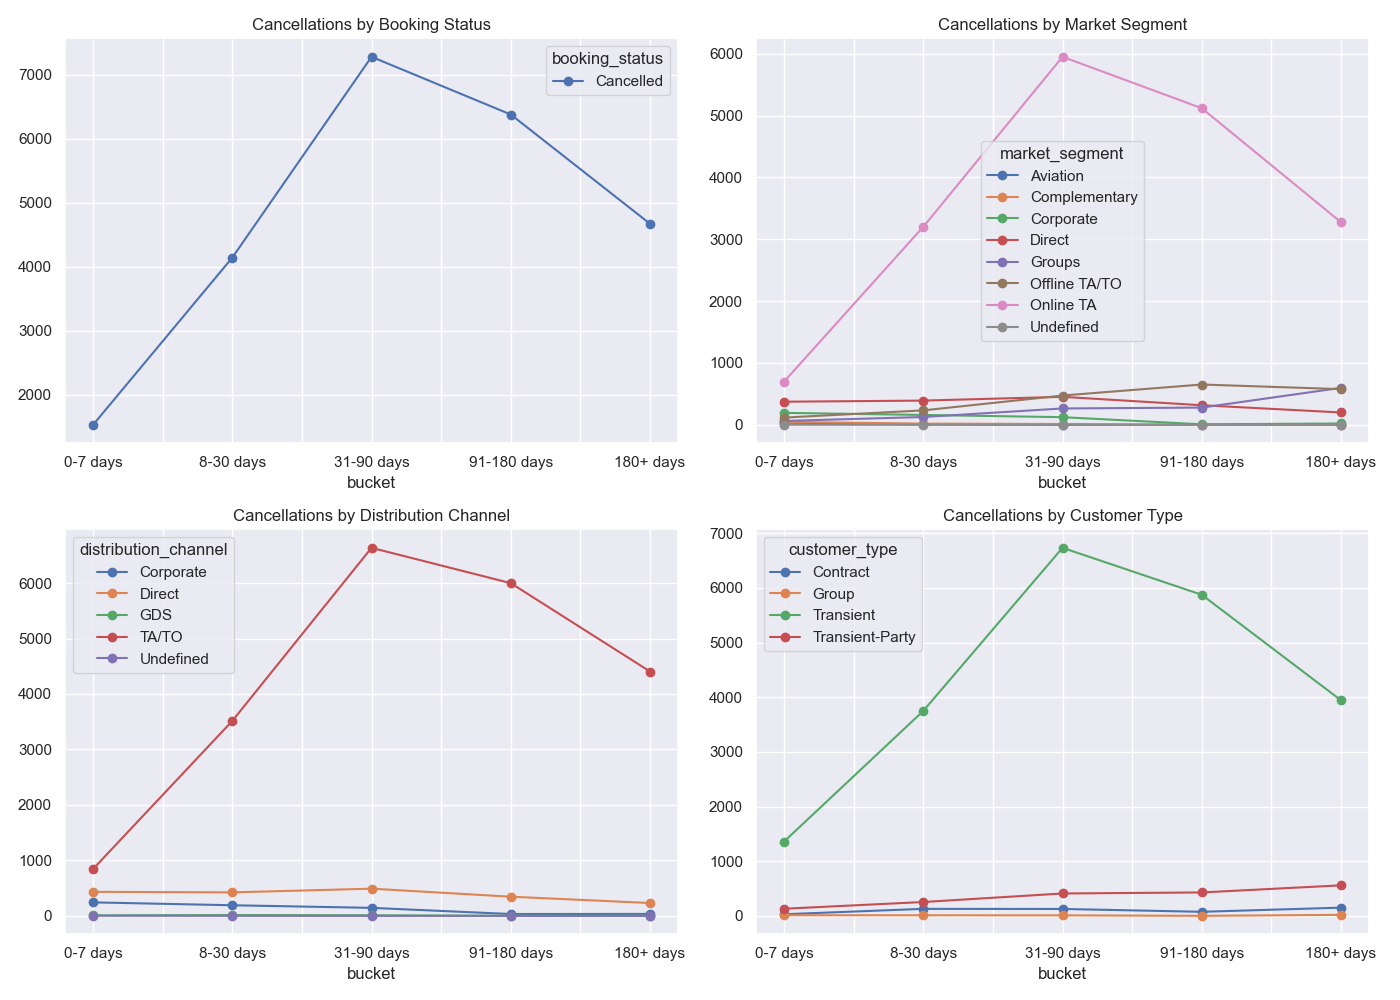 Cancellations by Booking Status
booking_status
Cancelled
7000
6000
5000
4000
3000
2000
0-7 days
8-30 days
31-90 days
91-180 days
180+ days
bucket
Cancellations by Market Segment
market_segment
Aviation
Complementary
Corporate
Direct
Groups
Offline TA/TO
Online TA
Undefined
6000
5000
4000
3000
2000
1000
0
0-7 days
8-30 days
31-90 days
91-180 days
180+ days
bucket
Cancellations by Distribution Channel
distribution_channel
Corporate
Direct
GDS
TA/TO
Undefined
6000
5000
4000
3000
2000
1000
0
0-7 days
8-30 days
31-90 days
91-180 days
180+ days
bucket
Cancellations by Customer Type
customer_type
Contract
Group
Transient
Transient-Party
7000
6000
5000
4000
3000
2000
1000
0
0-7 days
8-30 days
31-90 days
91-180 days
180+ days
bucket